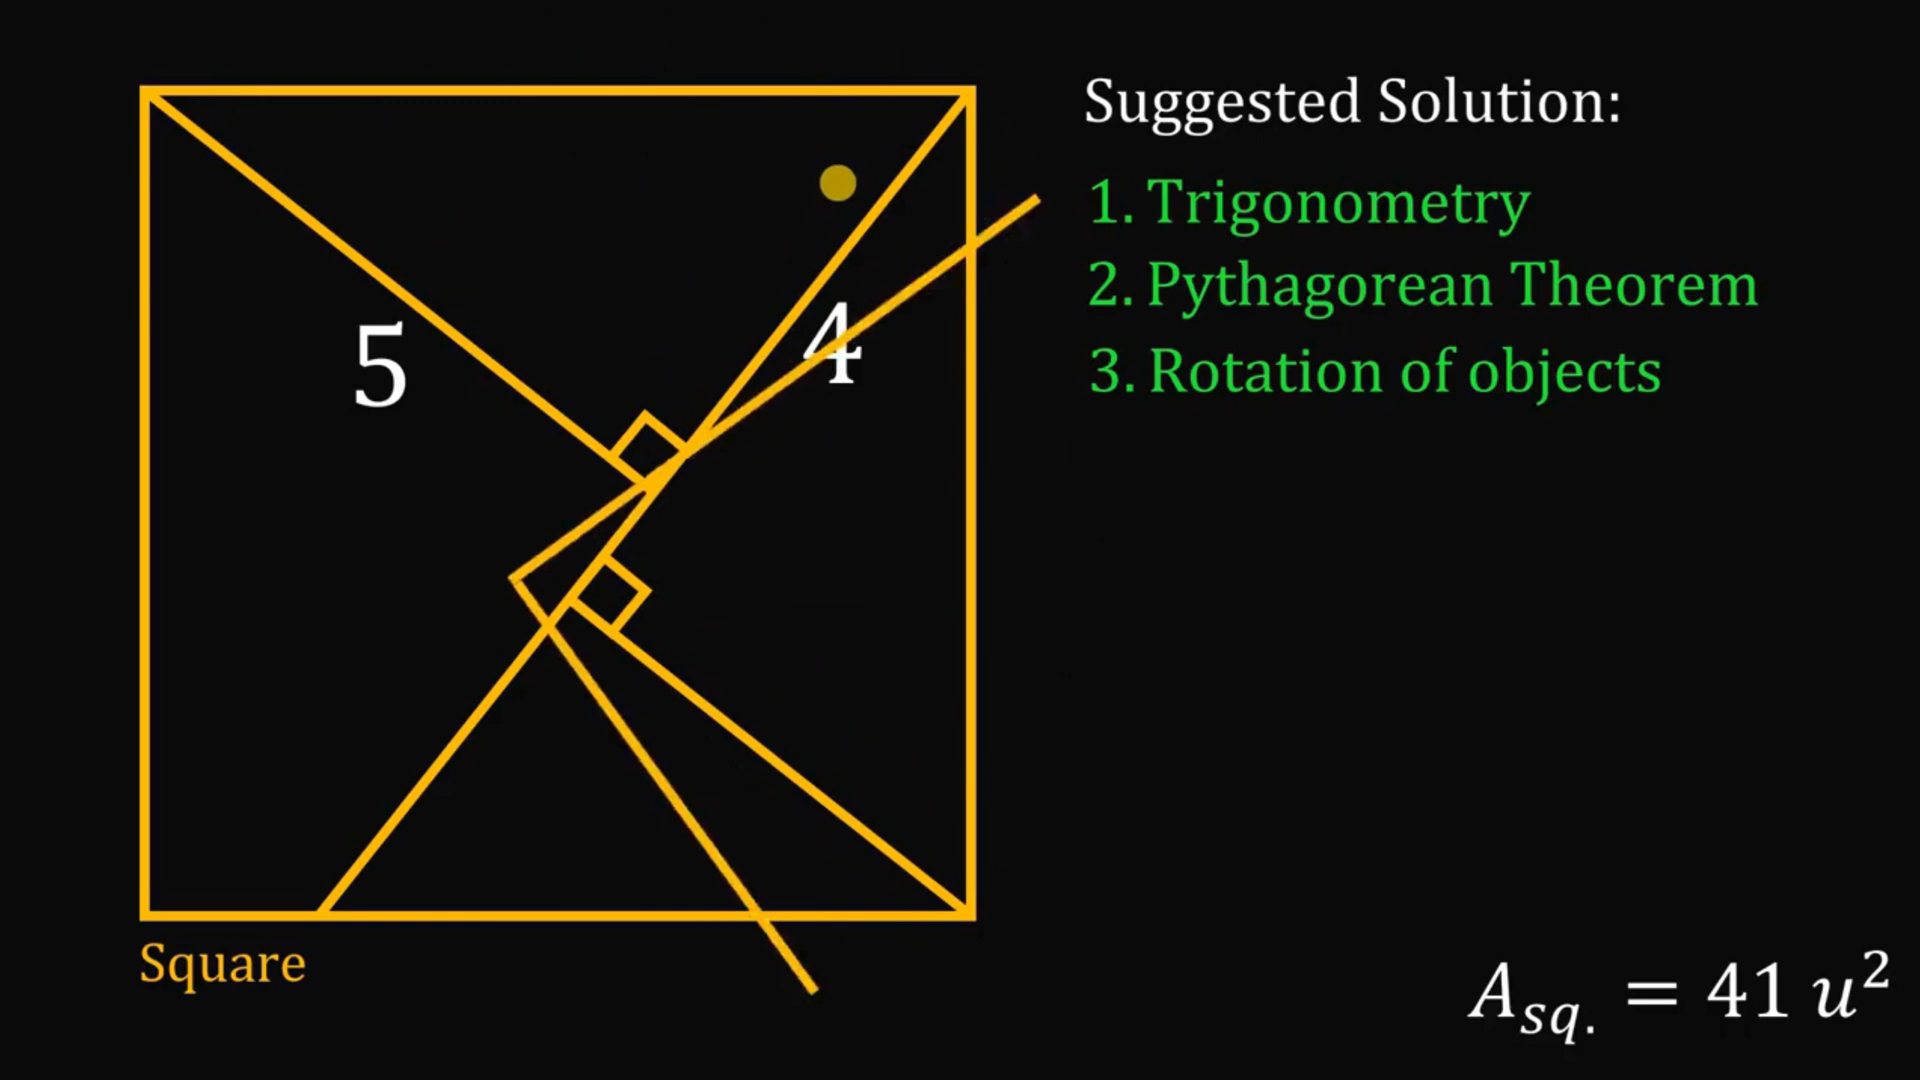 Suggested Solution:
1. Trigonometry
2. Pythagorean Theorem
3. Rotation of objects
5
4
Square
A_sq. = 41 u²